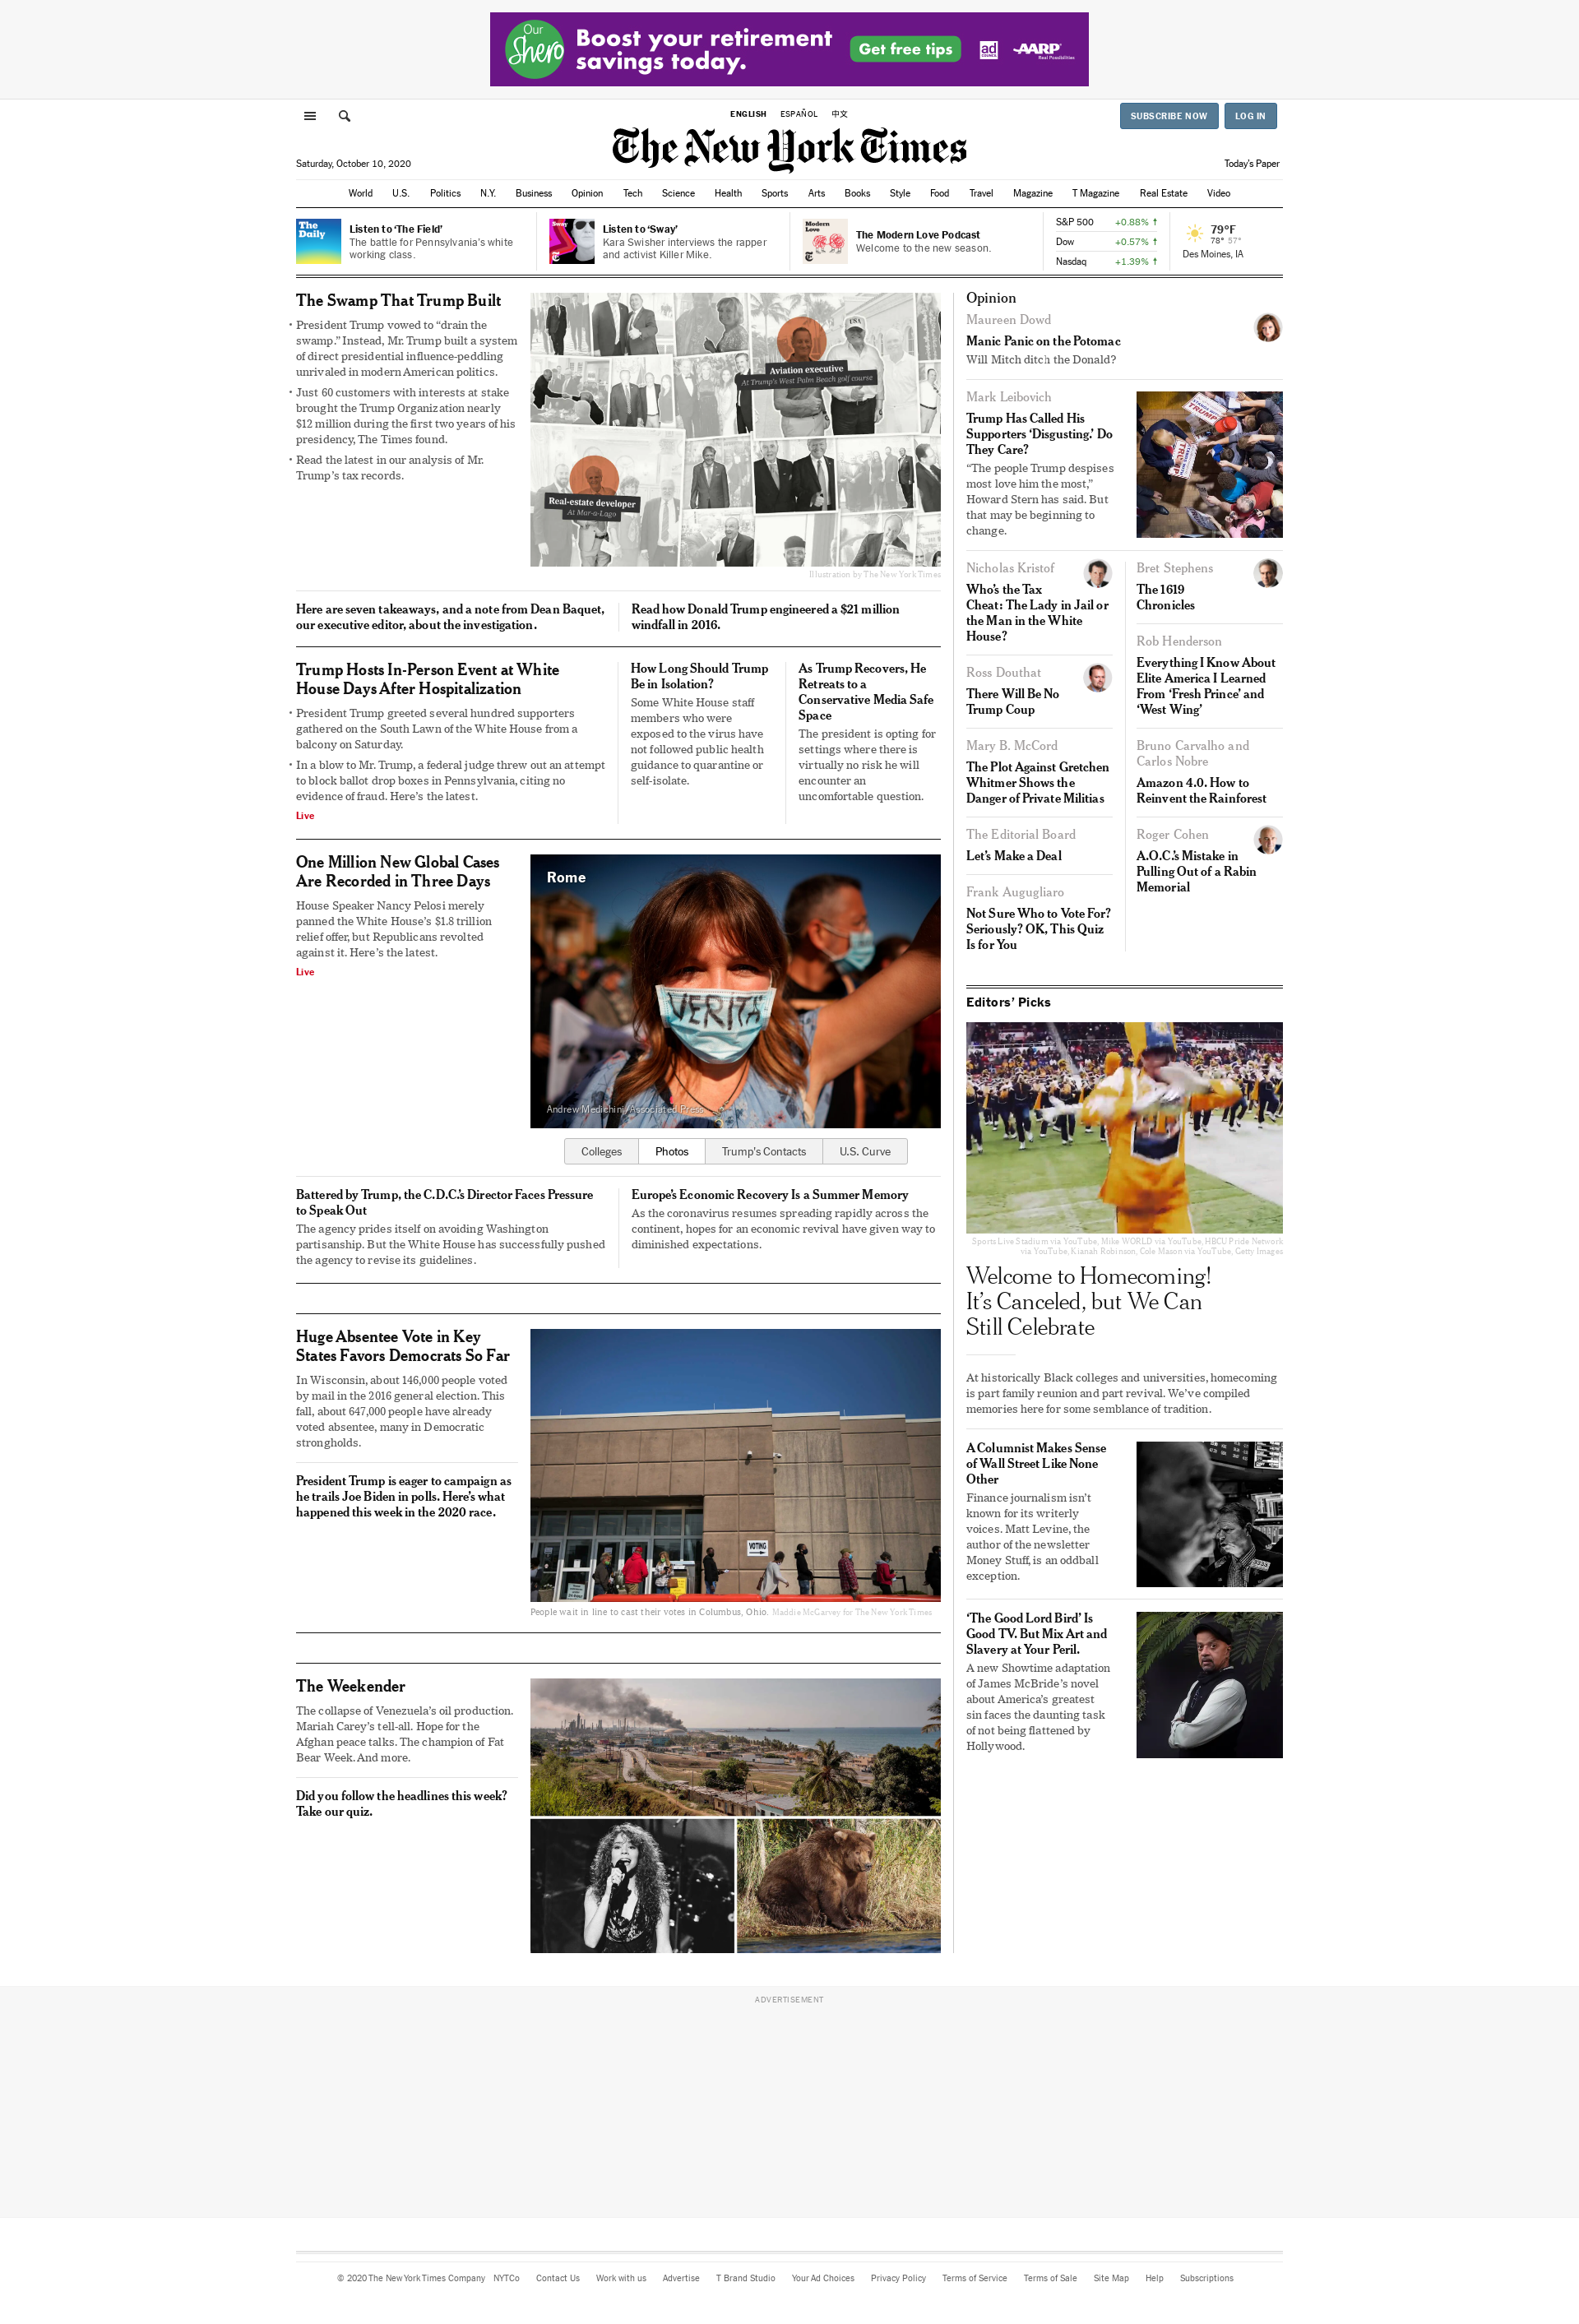 Our
Shero
Boost your retirement
savings today.
Get free tips
ad
COUNCIL
AARP
Real Possibilities
ENGLISH ESPAÑOL 中文
SUBSCRIBE NOW LOG IN
The New York Times
Saturday, October 10, 2020
Today's Paper
World U.S. Politics N.Y. Business Opinion Tech Science Health Sports Arts Books Style Food Travel Magazine T Magazine Real Estate Video
The
Daily
Listen to ‘The Field’
The battle for Pennsylvania's white
working class.
Sway
Listen to ‘Sway’
Kara Swisher interviews the rapper
and activist Killer Mike.
Modern
Love
The Modern Love Podcast
Welcome to the new season.
S&P 500 +0.88%
Dow +0.57%
Nasdaq +1.39%
79°F
78° 57°
Des Moines, IA
The Swamp That Trump Built
• President Trump vowed to “drain the
swamp.” Instead, Mr. Trump built a system
of direct presidential influence-peddling
unrivaled in modern American politics.
• Just 60 customers with interests at stake
brought the Trump Organization nearly
$12 million during the first two years of his
presidency, The Times found.
• Read the latest in our analysis of Mr.
Trump’s tax records.
USA
Aviation executive
At Trump's West Palm Beach golf course
Real-estate developer
At Mar-a-Lago
Illustration by The New York Times
Here are seven takeaways, and a note from Dean Baquet,
our executive editor, about the investigation.
Read how Donald Trump engineered a $21 million
windfall in 2016.
Trump Hosts In-Person Event at White
House Days After Hospitalization
• President Trump greeted several hundred supporters
gathered on the South Lawn of the White House from a
balcony on Saturday.
• In a blow to Mr. Trump, a federal judge threw out an attempt
to block ballot drop boxes in Pennsylvania, citing no
evidence of fraud. Here’s the latest.
Live
How Long Should Trump
Be in Isolation?
Some White House staff
members who were
exposed to the virus have
not followed public health
guidance to quarantine or
self-isolate.
As Trump Recovers, He
Retreats to a
Conservative Media Safe
Space
The president is opting for
settings where there is
virtually no risk he will
encounter an
uncomfortable question.
One Million New Global Cases
Are Recorded in Three Days
House Speaker Nancy Pelosi merely
panned the White House’s $1.8 trillion
relief offer, but Republicans revolted
against it. Here’s the latest.
Live
Rome
VERITÀ
Andrew Medichini/Associated Press
Colleges Photos Trump's Contacts U.S. Curve
Battered by Trump, the C.D.C.’s Director Faces Pressure
to Speak Out
The agency prides itself on avoiding Washington
partisanship. But the White House has successfully pushed
the agency to revise its guidelines.
Europe’s Economic Recovery Is a Summer Memory
As the coronavirus resumes spreading rapidly across the
continent, hopes for an economic revival have given way to
diminished expectations.
Huge Absentee Vote in Key
States Favors Democrats So Far
In Wisconsin, about 146,000 people voted
by mail in the 2016 general election. This
fall, about 647,000 people have already
voted absentee, many in Democratic
strongholds.
President Trump is eager to campaign as
he trails Joe Biden in polls. Here’s what
happened this week in the 2020 race.
VOTING
People wait in line to cast their votes in Columbus, Ohio. Maddie McGarvey for The New York Times
The Weekender
The collapse of Venezuela’s oil production.
Mariah Carey’s tell-all. Hope for the
Afghan peace talks. The champion of Fat
Bear Week. And more.
Did you follow the headlines this week?
Take our quiz.
Opinion
Maureen Dowd
Manic Panic on the Potomac
Will Mitch ditch the Donald?
Mark Leibovich
Trump Has Called His
Supporters ‘Disgusting.’ Do
They Care?
“The people Trump despises
most love him the most,”
Howard Stern has said. But
that may be beginning to
change.
TRUMP
TRUMP
Nicholas Kristof
Who’s the Tax
Cheat: The Lady in Jail or
the Man in the White
House?
Ross Douthat
There Will Be No
Trump Coup
Mary B. McCord
The Plot Against Gretchen
Whitmer Shows the
Danger of Private Militias
The Editorial Board
Let’s Make a Deal
Frank Augugliaro
Not Sure Who to Vote For?
Seriously? OK, This Quiz
Is for You
Bret Stephens
The 1619
Chronicles
Rob Henderson
Everything I Know About
Elite America I Learned
From ‘Fresh Prince’ and
‘West Wing’
Bruno Carvalho and
Carlos Nobre
Amazon 4.0. How to
Reinvent the Rainforest
Roger Cohen
A.O.C.’s Mistake in
Pulling Out of a Rabin
Memorial
Editors’ Picks
Sports Live Stadium via YouTube, Mike WORLD via YouTube, HBCU Pride Network
via YouTube, Kianah Robinson, Cole Mason via YouTube, Getty Images
Welcome to Homecoming!
It’s Canceled, but We Can
Still Celebrate
At historically Black colleges and universities, homecoming
is part family reunion and part revival. We’ve compiled
memories here for some semblance of tradition.
A Columnist Makes Sense
of Wall Street Like None
Other
Finance journalism isn’t
known for its writerly
voices. Matt Levine, the
author of the newsletter
Money Stuff, is an oddball
exception.
‘The Good Lord Bird’ Is
Good TV. But Mix Art and
Slavery at Your Peril.
A new Showtime adaptation
of James McBride’s novel
about America’s greatest
sin faces the daunting task
of not being flattened by
Hollywood.
ADVERTISEMENT
© 2020 The New York Times Company NYTCo Contact Us Work with us Advertise T Brand Studio Your Ad Choices Privacy Policy Terms of Service Terms of Sale Site Map Help Subscriptions